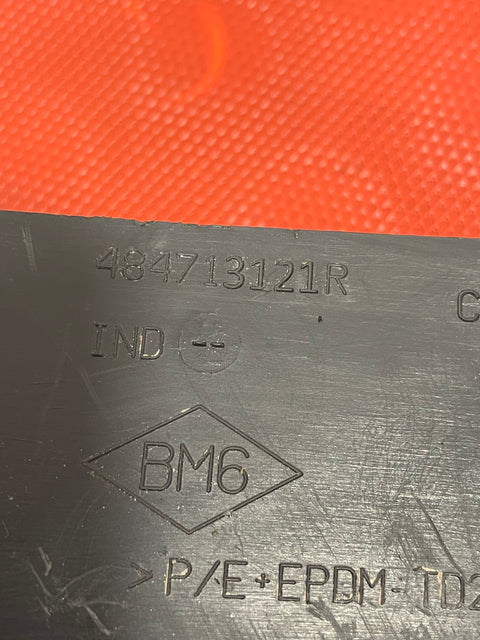 484713121R
C
IND --
BM6
>P/E+EPDM-TD2